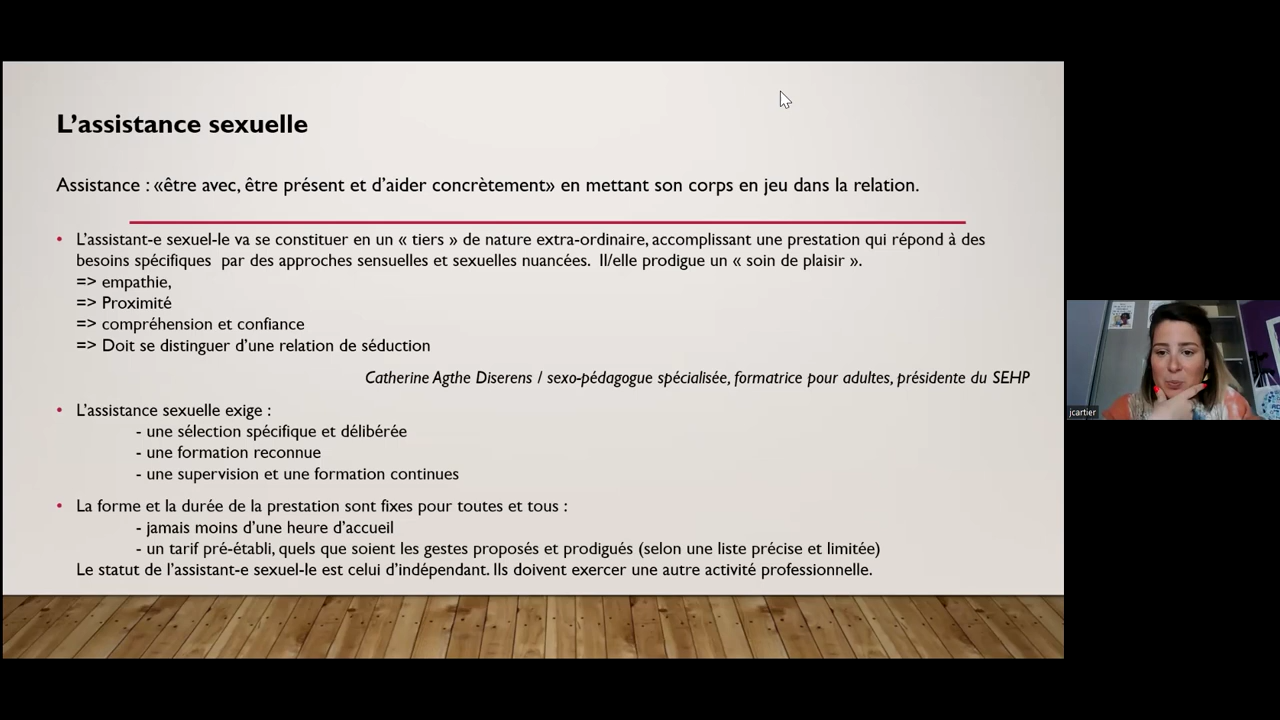 L’assistance sexuelle
Assistance : «être avec, être présent et d’aider concrètement» en mettant son corps en jeu dans la relation.
• L’assistant-e sexuel-le va se constituer en un « tiers » de nature extra-ordinaire, accomplissant une prestation qui répond à des
besoins spécifiques par des approches sensuelles et sexuelles nuancées. Il/elle prodigue un « soin de plaisir ».
=> empathie,
=> Proximité
=> compréhension et confiance
=> Doit se distinguer d’une relation de séduction
Catherine Agthe Diserens / sexo-pédagogue spécialisée, formatrice pour adultes, présidente du SEHP
• L’assistance sexuelle exige :
- une sélection spécifique et délibérée
- une formation reconnue
- une supervision et une formation continues
• La forme et la durée de la prestation sont fixes pour toutes et tous :
- jamais moins d’une heure d’accueil
- un tarif pré-établi, quels que soient les gestes proposés et prodigués (selon une liste précise et limitée)
Le statut de l’assistant-e sexuel-le est celui d’indépendant. Ils doivent exercer une autre activité professionnelle.
jcartier